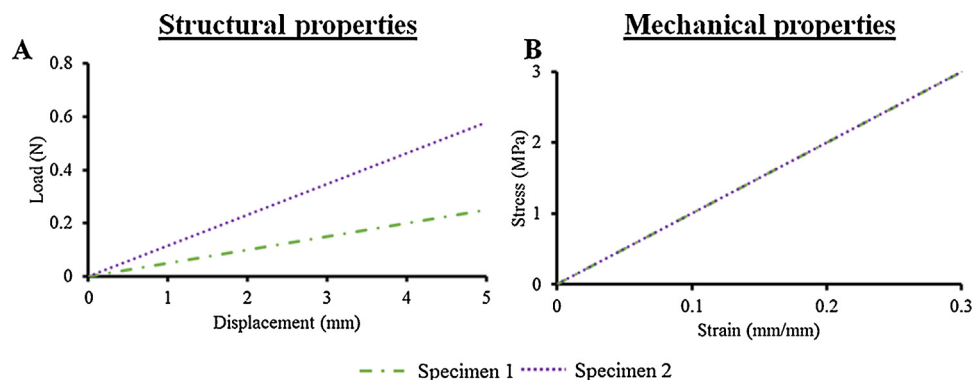 Structural properties
Mechanical properties
A
B
0.8
0.6
0.4
0.2
0
Load (N)
0 1 2 3 4 5
Displacement (mm)
3
2
1
0
Stress (MPa)
0 0.1 0.2 0.3
Strain (mm/mm)
Specimen 1 Specimen 2